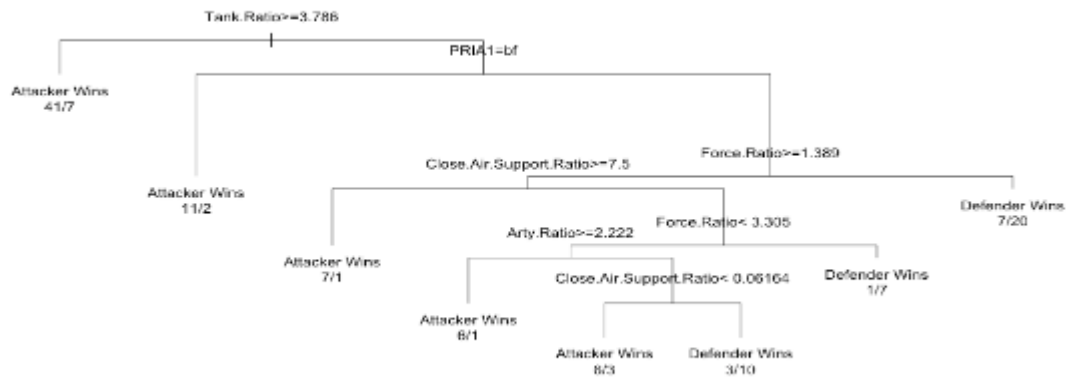 Tank.Ratio>=3.786
PRIA1=bf
Attacker Wins
41/7
Force.Ratio>=1.389
Close.Air.Support.Ratio>=7.5
Attacker Wins
11/2
Defender Wins
7/20
Force.Ratio< 3.305
Arty.Ratio>=2.222
Attacker Wins
7/1
Close.Air.Support.Ratio< 0.06164
Defender Wins
1/7
Attacker Wins
6/1
Attacker Wins
Defender Wins
3/10